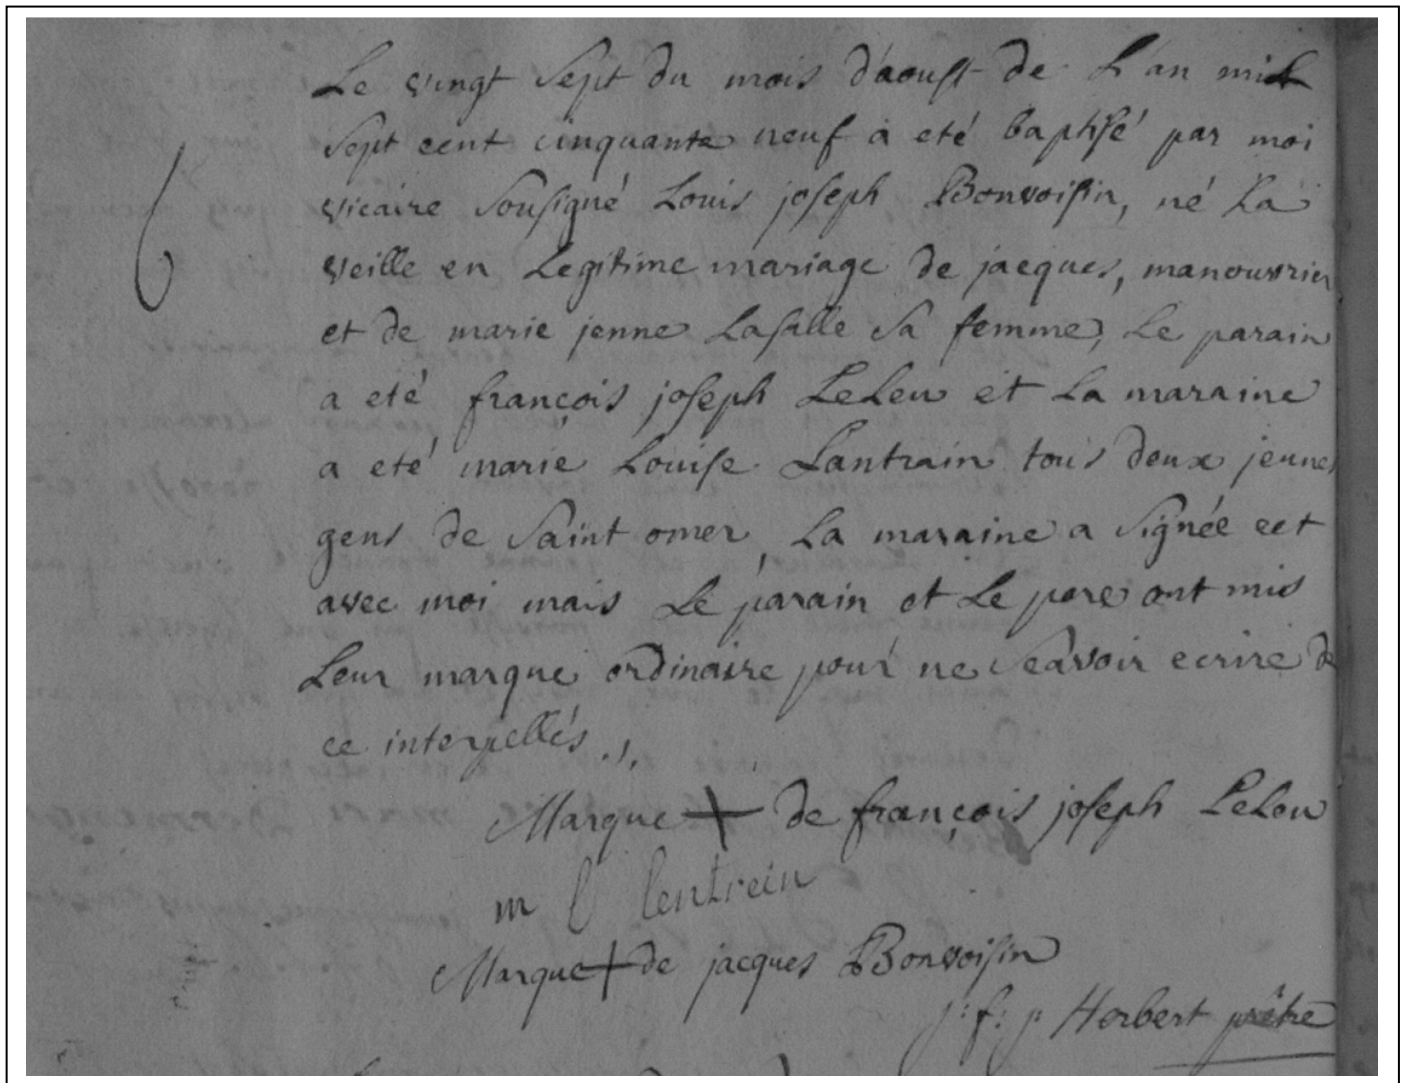 Le vingt sept du mois d'aoust de L'an mil
sept cent cinquante neuf à eté baptisé par moi
vicaire sousigné Louis joseph Bonvoisin, né La
veille en Legitime mariage de jacques, manouvrier
et de marie jenne Lasalle sa femme, Le parain
a eté françois joseph LeLeu et La maraine
a eté marie Louise Lantrain tous deux jeunes
gens de saint omer, La maraine a signée cet
avec moi mais Le parain et Le pere ont mis
Leur marque ordinaire pour ne scavoir ecrire de
ce interpellés.,
6
Marque + de françois joseph LeLeu
m l lentrein
Marque + de jacques Bonvoisin
j: f: j: Herbert prêtre